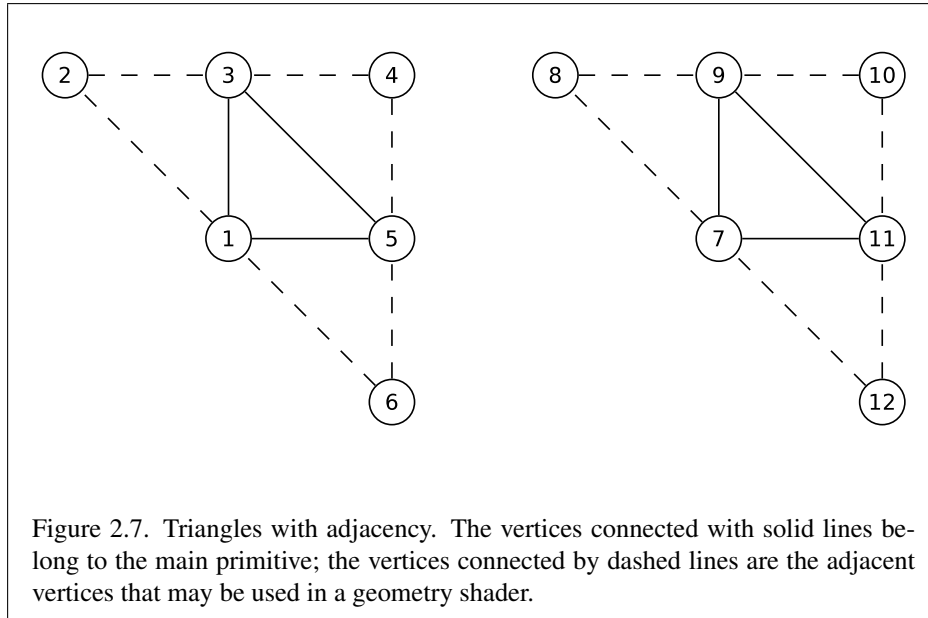 2 3 4 8 9 10
1 5 7 11
6 12
Figure 2.7. Triangles with adjacency. The vertices connected with solid lines be-
long to the main primitive; the vertices connected by dashed lines are the adjacent
vertices that may be used in a geometry shader.